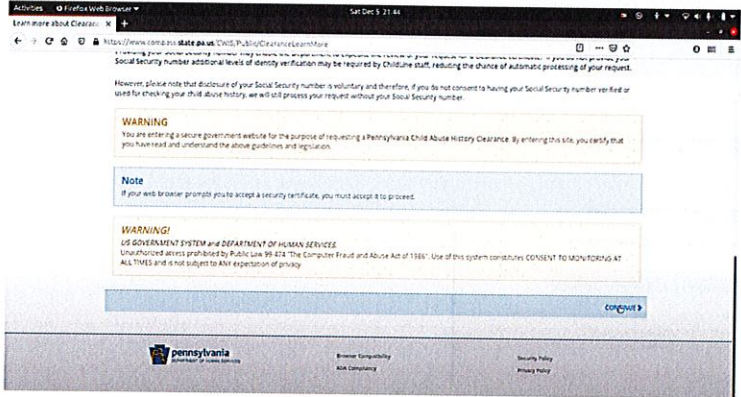 Activities Firefox Web Browser
Sat Dec 5 21:44
Learn more about Clearanc ×
https://www.compass.state.pa.us/CWIS/Public/ClearanceLearnMore
Social Security number additional levels of identity verification may be required by ChildLine staff, reducing the chance of automatic processing of your request.
However, please note that disclosure of your Social Security number is voluntary and therefore, if you do not consent to having your Social Security number verified or
used for checking your child abuse history, we will still process your request without your Social Security number.
WARNING
You are entering a secure government website for the purpose of requesting a Pennsylvania Child Abuse History Clearance. By entering this site, you certify that
you have read and understand the above guidelines and legislation.
Note
If your web browser prompts you to accept a security certificate, you must accept it to proceed.
WARNING!
US GOVERNMENT SYSTEM and DEPARTMENT OF HUMAN SERVICES.
Unauthorized access prohibited by Public Law 99-474 "The Computer Fraud and Abuse Act of 1986". Use of this system constitutes CONSENT TO MONITORING AT
ALL TIMES and is not subject to ANY expectation of privacy.
CONTINUE
pennsylvania
DEPARTMENT OF HUMAN SERVICES
Browser Compatibility
Security Policy
ADA Compliancy
Privacy Policy